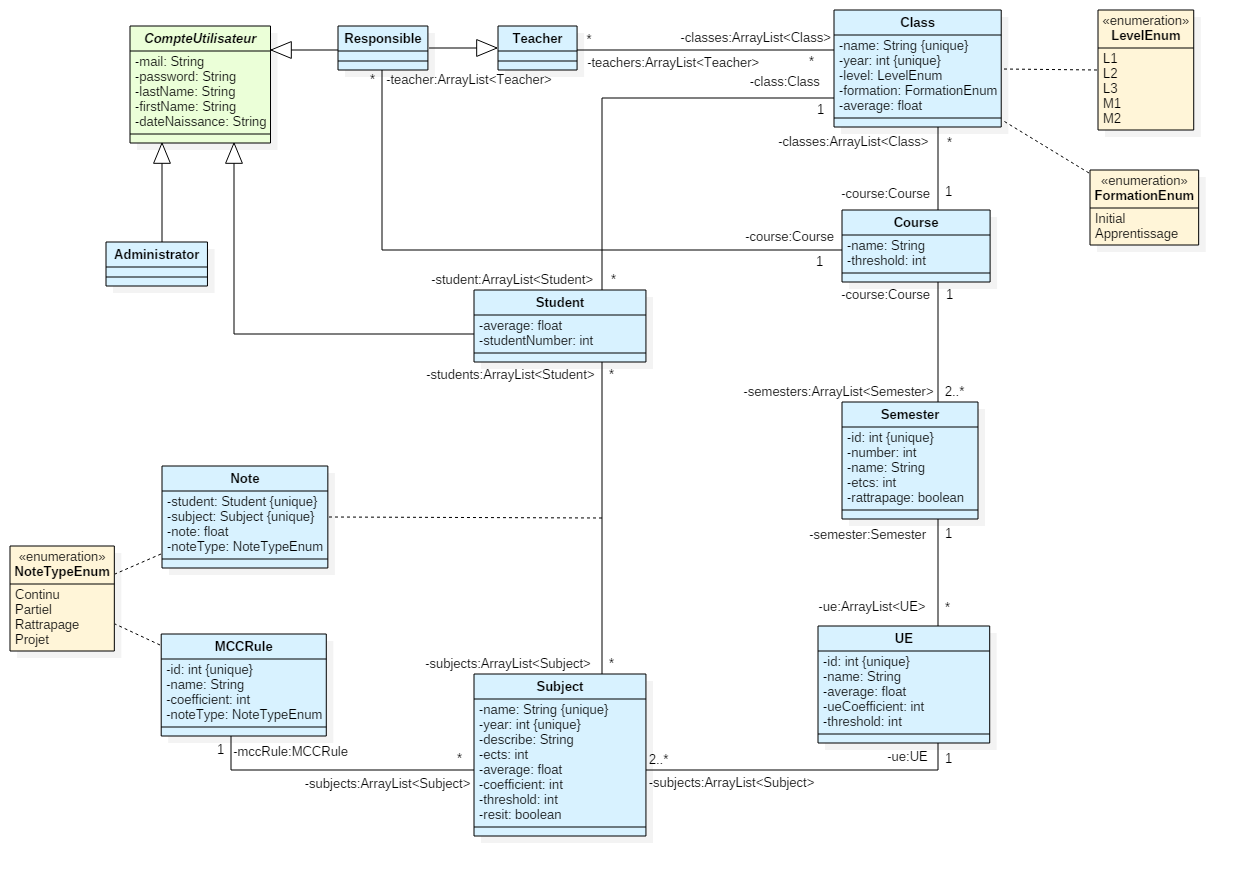 CompteUtilisateur
-mail: String
-password: String
-lastName: String
-firstName: String
-dateNaissance: String
Responsible
Teacher
*
-teacher:ArrayList<Teacher>
*
-teachers:ArrayList<Teacher>
-classes:ArrayList<Class>
*
-class:Class
1
Class
-name: String {unique}
-year: int {unique}
-level: LevelEnum
-formation: FormationEnum
-average: float
«enumeration»
LevelEnum
L1
L2
L3
M1
M2
-classes:ArrayList<Class>
*
«enumeration»
FormationEnum
Initial
Apprentissage
-course:Course
1
Course
-name: String
-threshold: int
-course:Course
1
Administrator
-student:ArrayList<Student>
*
Student
-average: float
-studentNumber: int
-students:ArrayList<Student>
*
-course:Course
1
-semesters:ArrayList<Semester>
2..*
Semester
-id: int {unique}
-number: int
-name: String
-etcs: int
-rattrapage: boolean
-semester:Semester
1
Note
-student: Student {unique}
-subject: Subject {unique}
-note: float
-noteType: NoteTypeEnum
«enumeration»
NoteTypeEnum
Continu
Partiel
Rattrapage
Projet
-ue:ArrayList<UE>
*
UE
-id: int {unique}
-name: String
-average: float
-ueCoefficient: int
-threshold: int
-ue:UE
1
MCCRule
-id: int {unique}
-name: String
-coefficient: int
-noteType: NoteTypeEnum
1
-mccRule:MCCRule
*
-subjects:ArrayList<Subject>
-subjects:ArrayList<Subject>
*
Subject
-name: String {unique}
-year: int {unique}
-describe: String
-ects: int
-average: float
-coefficient: int
-threshold: int
-resit: boolean
2..*
-subjects:ArrayList<Subject>